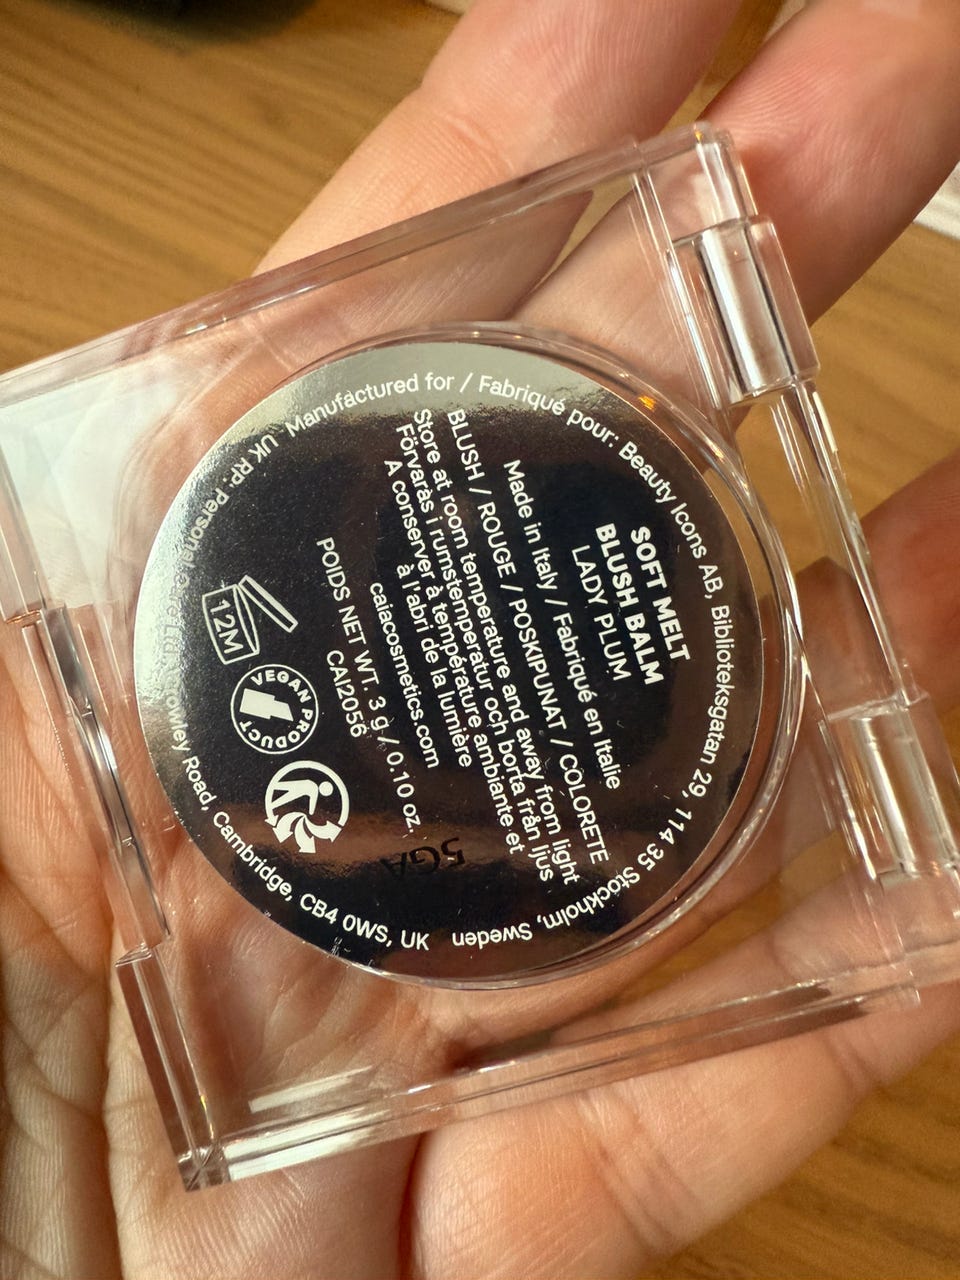 SOFT MELT
BLUSH BALM
LADY PLUM
Made in Italy / Fabriqué en Italie
BLUSH / ROUGE / POSKIPUNAT / COLORETE
Store at room temperature and away from light
Förvaras i rumstemperatur och borta från ljus
A conserver à température ambiante et
à l'abri de la lumière
caiacosmetics.com
POIDS NET WT. 3 g / 0.10 oz.
CAI2056
12M
VEGAN PRODUCT
5GA
Manufactured for / Fabriqué pour: Beauty Icons AB, Biblioteksgatan 29, 114 35 Stockholm, Sweden
UK RP: Road, Cambridge, CB4 0WS, UK